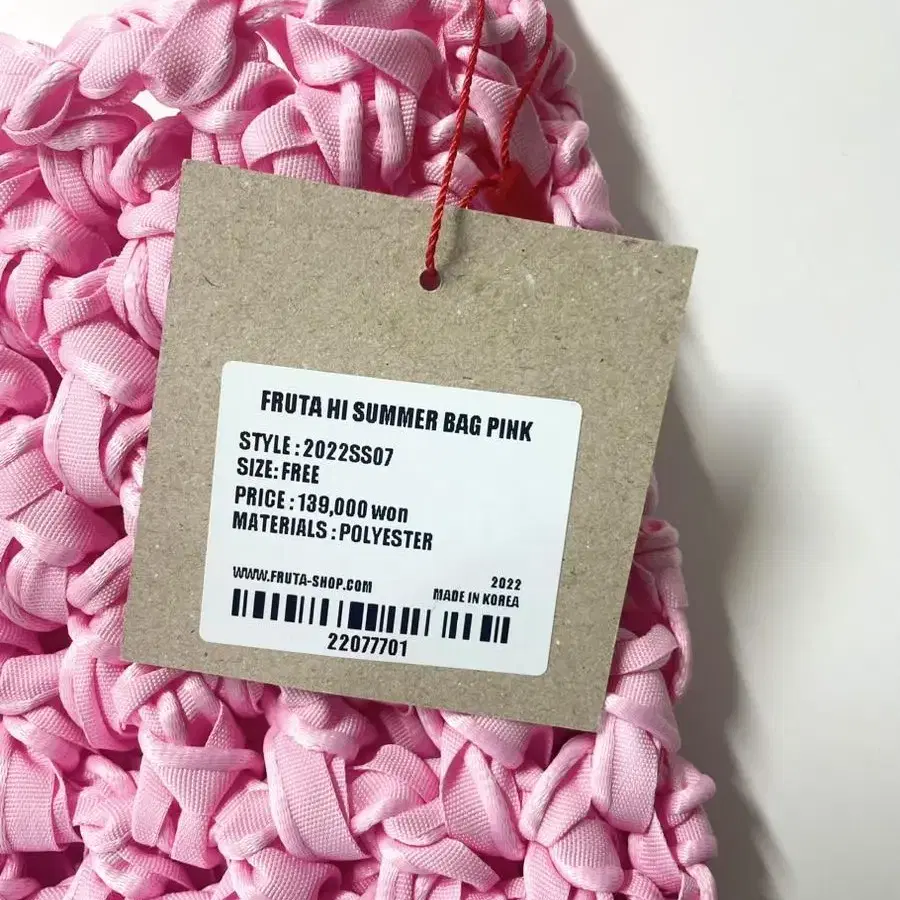 FRUTA HI SUMMER BAG PINK
STYLE : 2022SS07
SIZE: FREE
PRICE : 139,000 won
MATERIALS : POLYESTER
WWW.FRUTA-SHOP.COM
2022
MADE IN KOREA
22077701